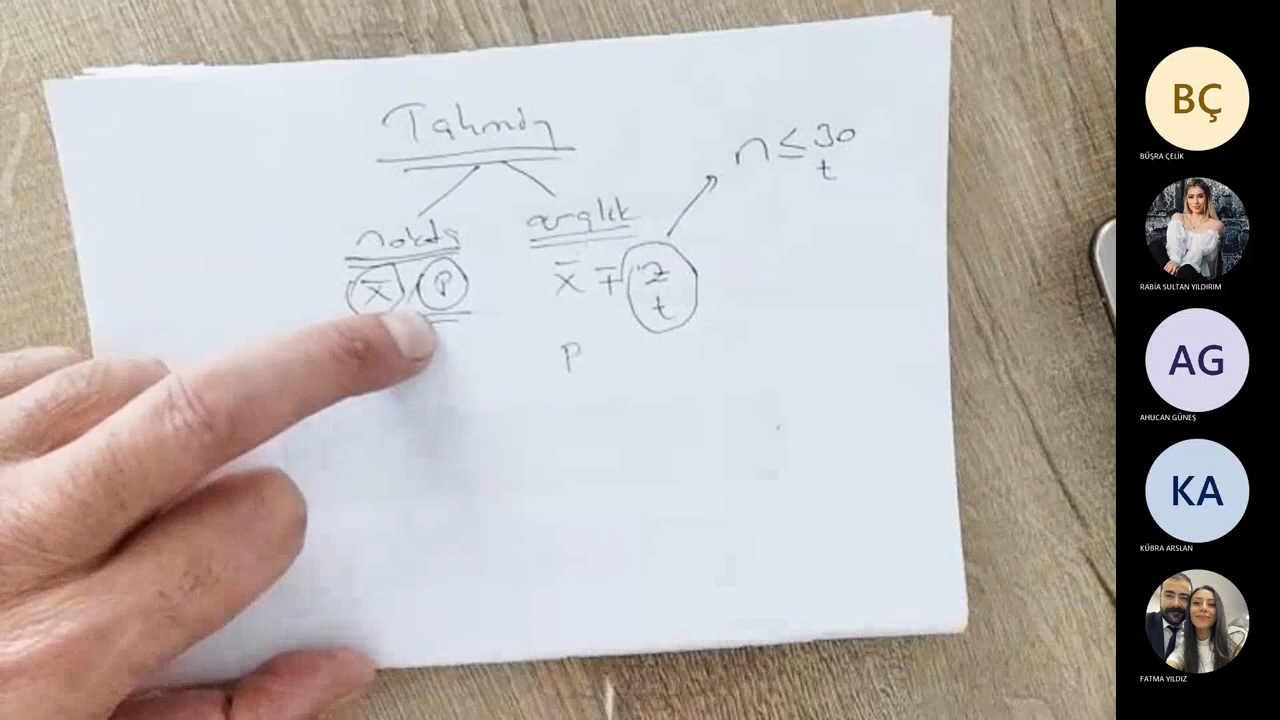 Tahmin
n ≤ 30
t
nokta
aralık
x̄, p
x̄ ∓ z
t
p
BÇ
BÜŞRA ÇELİK
RABİA SULTAN YILDIRIM
AG
AHUCAN GÜNEŞ
KA
KÜBRA ARSLAN
FATMA YILDIZ